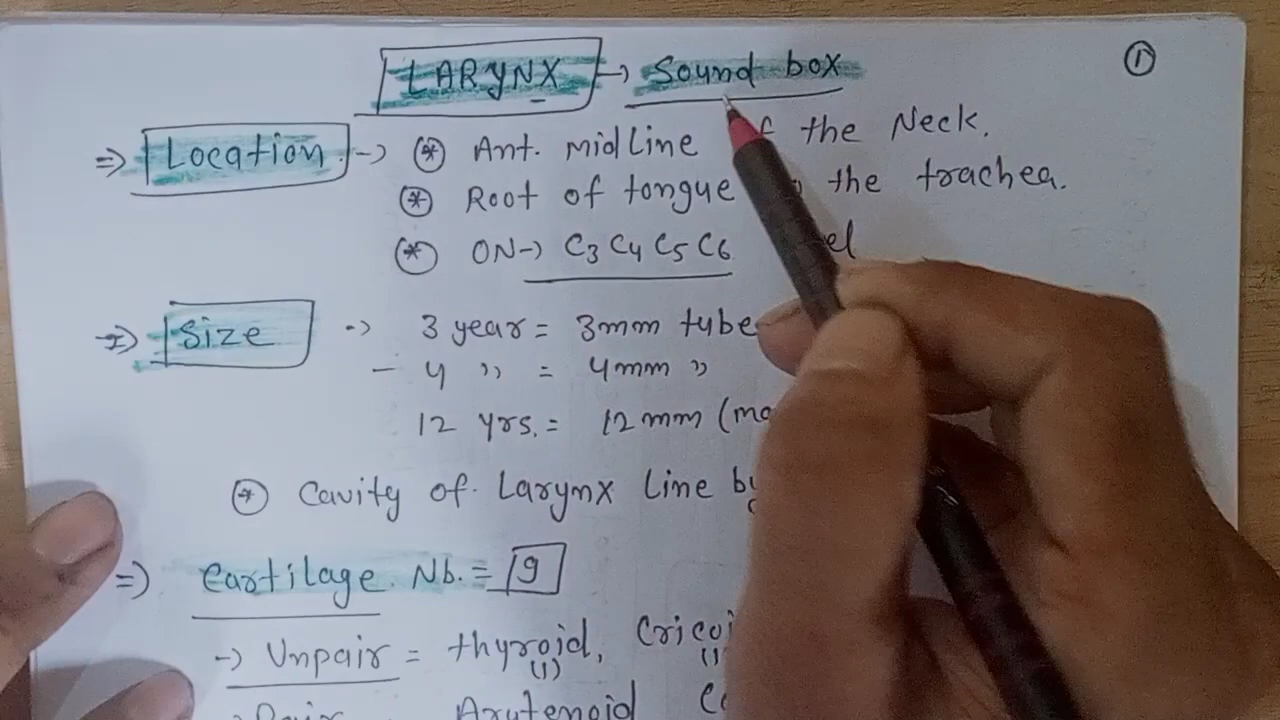 LARYNX → Sound box ①
⇒ Location → ⊛ Ant. midLine the Neck.
⊛ Root of tongue the trachea.
⊛ ON→ C3 C4 C5 C6
⇒ Size → 3 year = 3mm tube
- 4 " = 4mm "
12 yrs. = 12 mm
⊛ Cavity of Larynx Line
⇒ Cartilage Nb. = 9
→ Unpair = thyroid,
(1)
Arytenoid